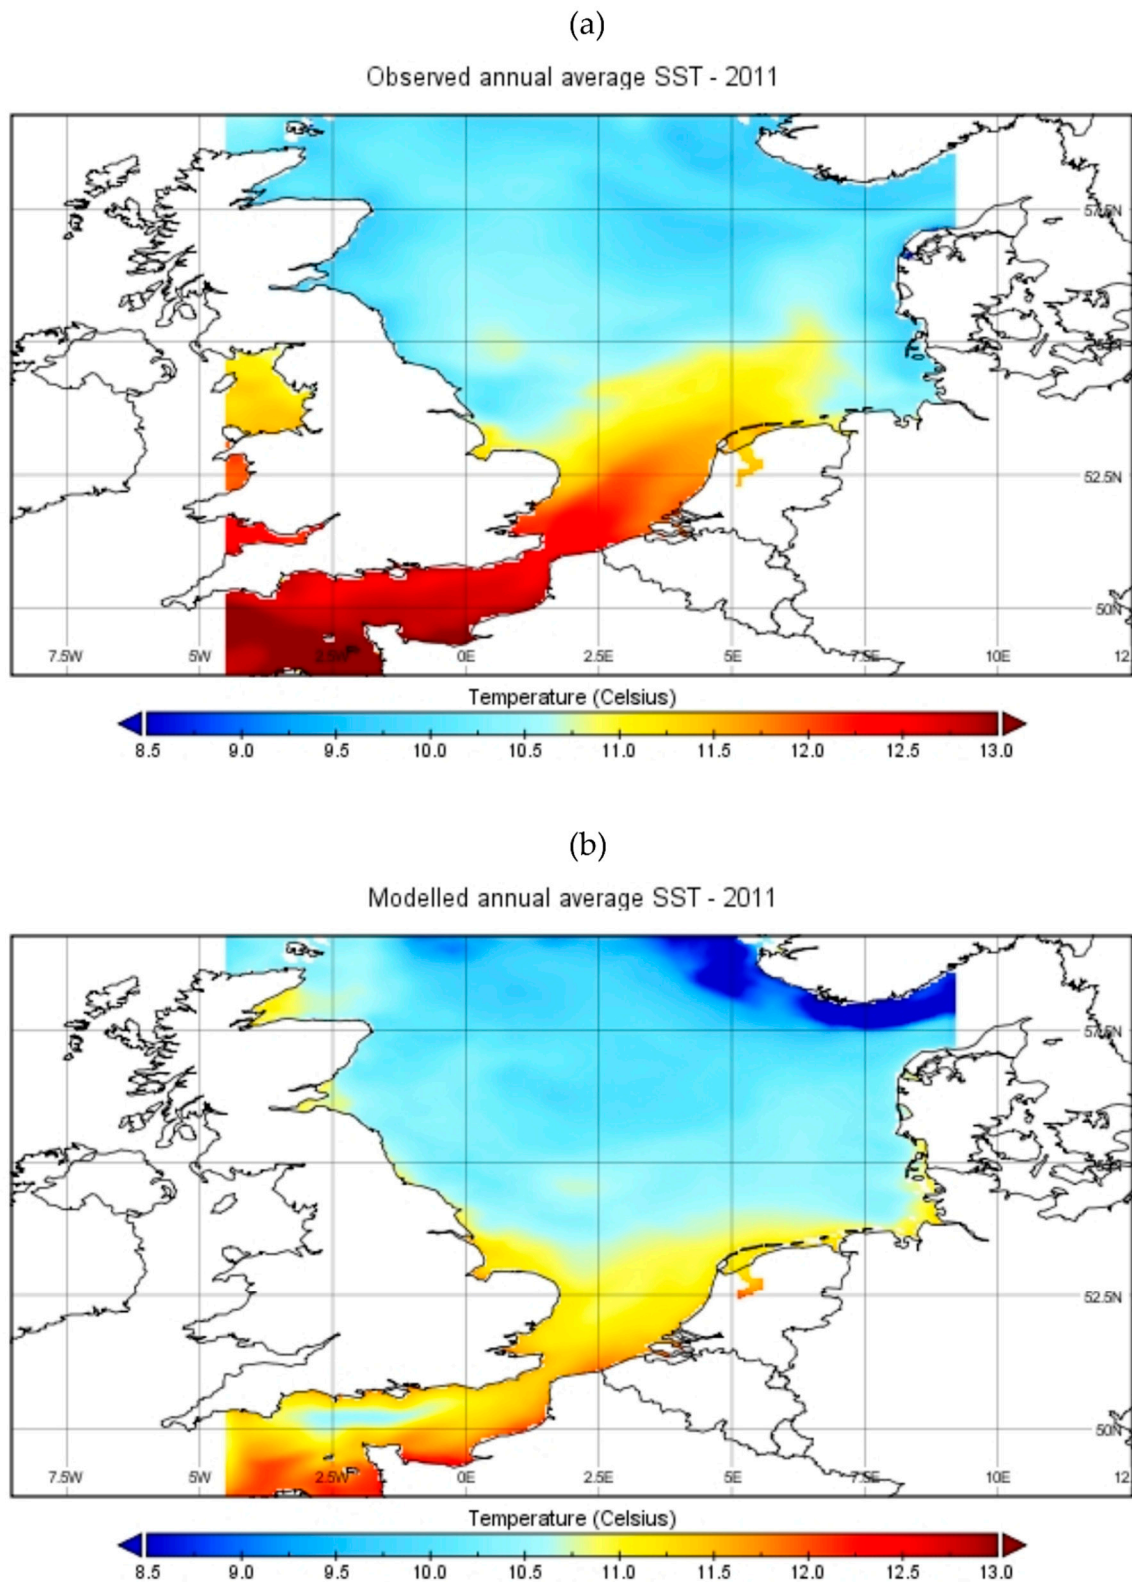 (a)
Observed annual average SST - 2011
57.5N
52.5N
50N
7.5W 5W 2.5W 0E 2.5E 5E 7.5E 10E 12.
Temperature (Celsius)
8.5 9.0 9.5 10.0 10.5 11.0 11.5 12.0 12.5 13.0
(b)
Modelled annual average SST - 2011
57.5N
52.5N
50N
7.5W 5W 2.5W 0E 2.5E 5E 7.5E 10E 12.
Temperature (Celsius)
8.5 9.0 9.5 10.0 10.5 11.0 11.5 12.0 12.5 13.0